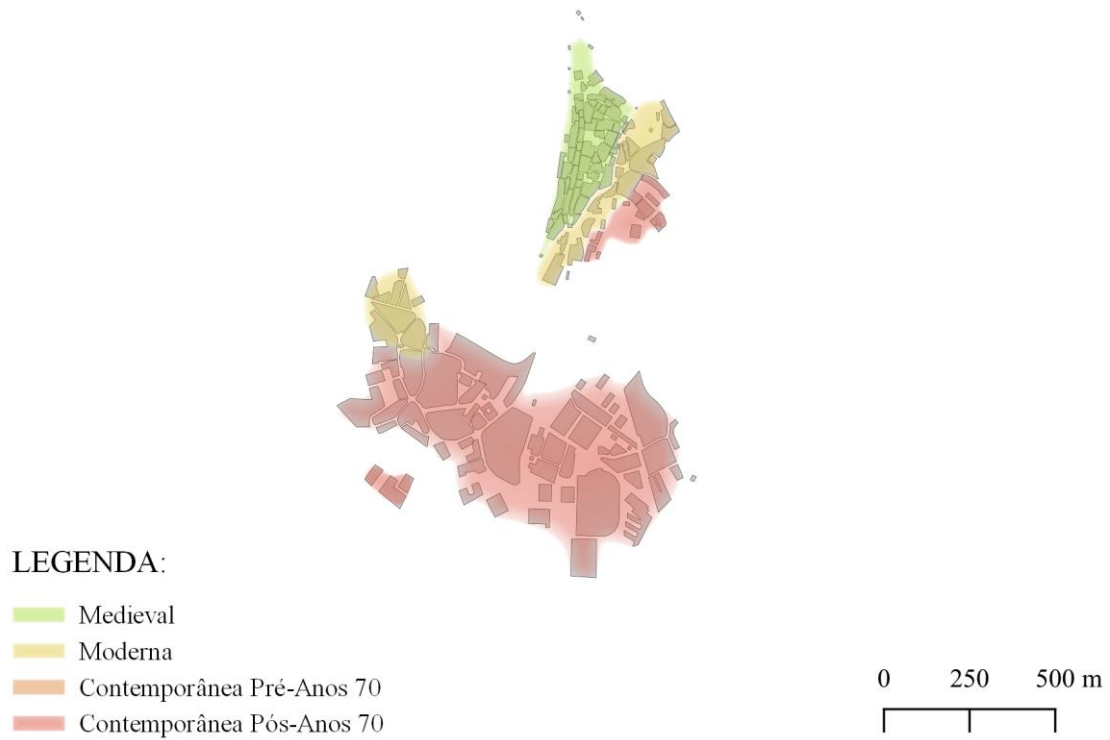 LEGENDA:
Medieval
Moderna
Contemporânea Pré-Anos 70
Contemporânea Pós-Anos 70
0 250 500 m